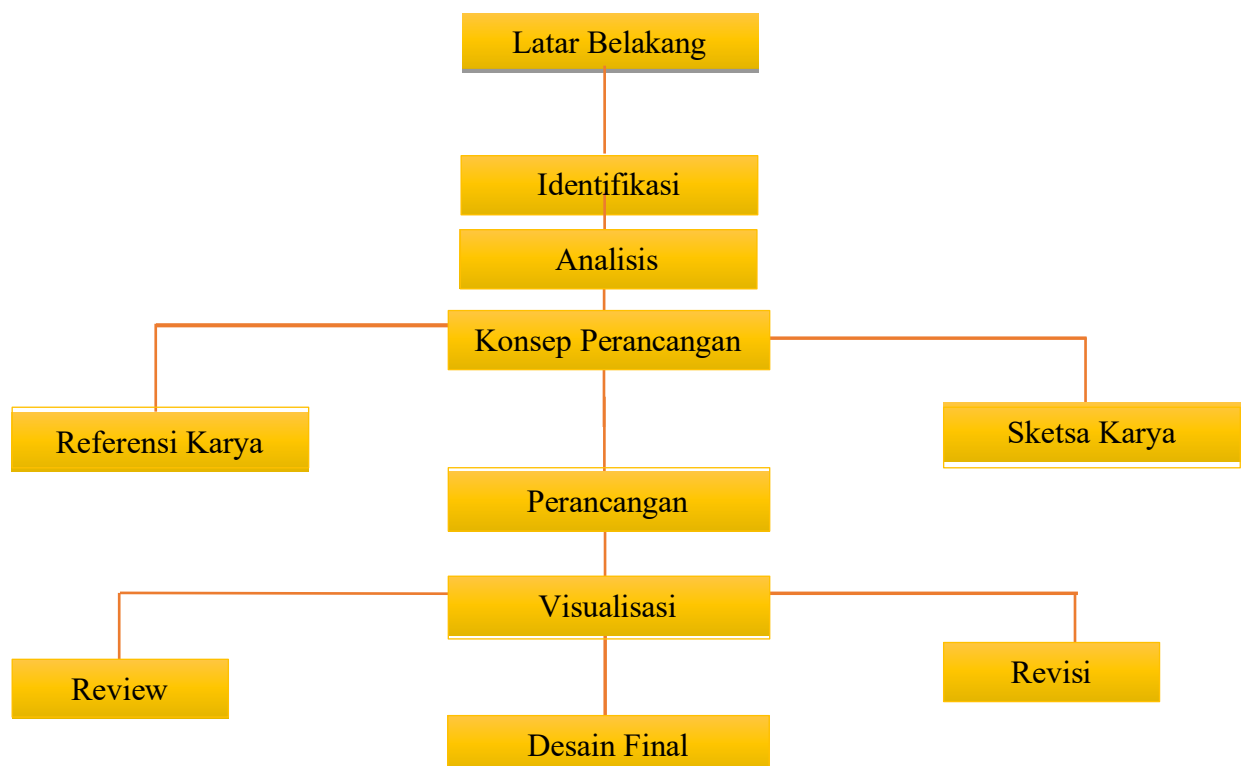 Latar Belakang
Identifikasi
Analisis
Konsep Perancangan
Referensi Karya
Sketsa Karya
Perancangan
Visualisasi
Review
Revisi
Desain Final